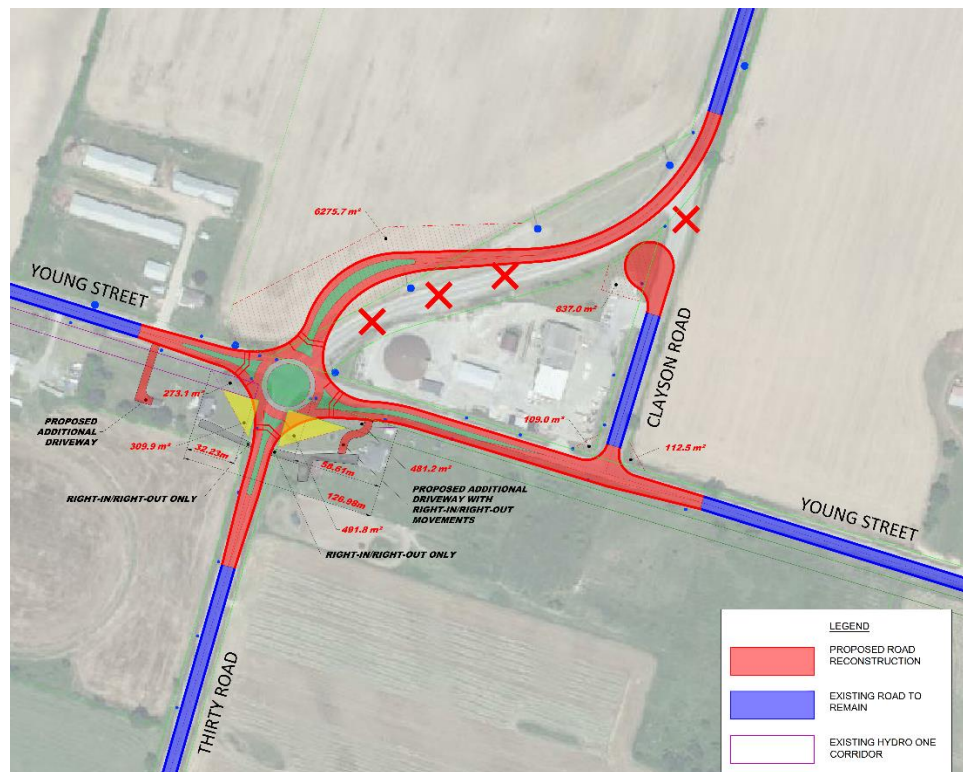 6275.7 m²
YOUNG STREET
837.0 m²
CLAYSON ROAD
273.1 m²
PROPOSED
ADDITIONAL
DRIVEWAY
309.9 m²
32.23m
109.0 m²
112.5 m²
58.61m
481.2 m²
RIGHT-IN/RIGHT-OUT ONLY
126.98m
PROPOSED ADDITIONAL
DRIVEWAY WITH
RIGHT-IN/RIGHT-OUT
MOVEMENTS
491.8 m²
RIGHT-IN/RIGHT-OUT ONLY
YOUNG STREET
THIRTY ROAD
LEGEND
PROPOSED ROAD
RECONSTRUCTION
EXISTING ROAD TO
REMAIN
EXISTING HYDRO ONE
CORRIDOR